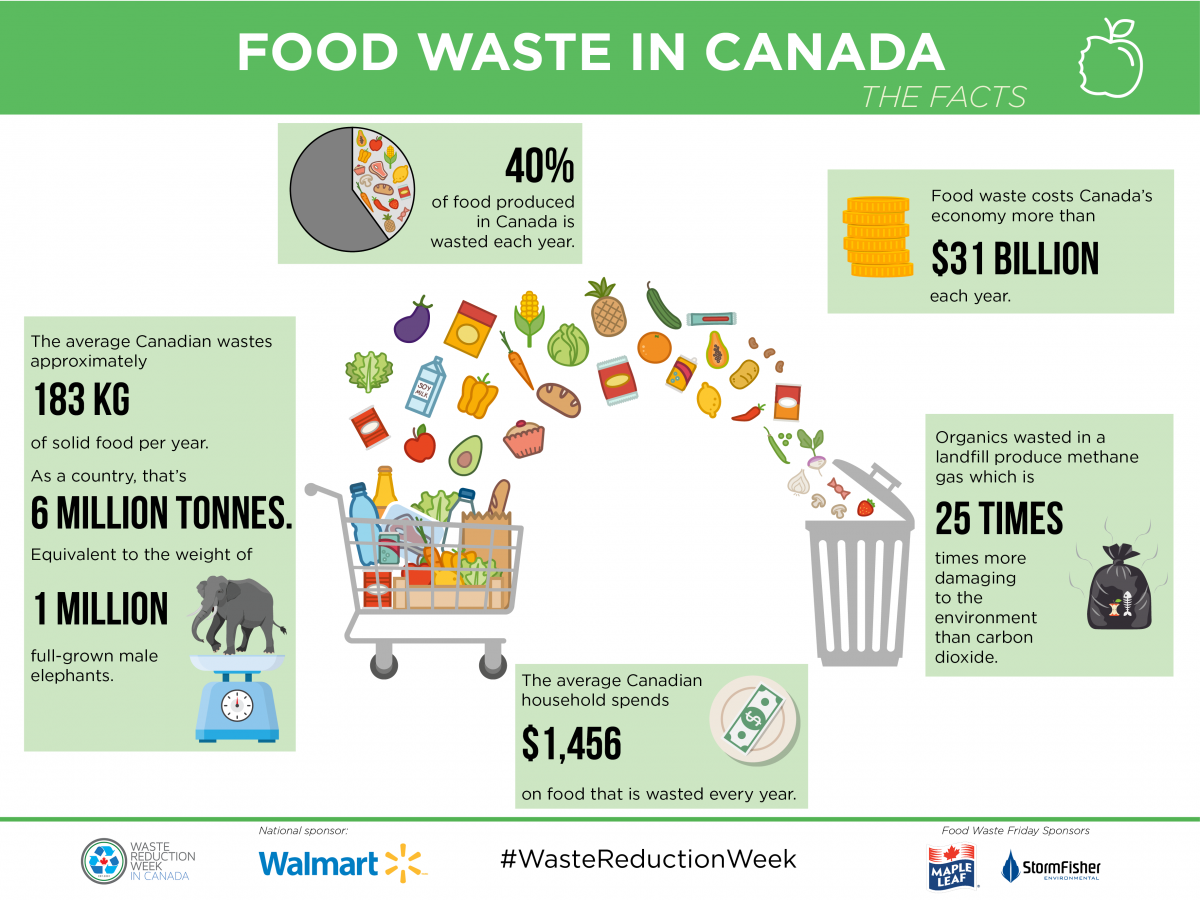 FOOD WASTE IN CANADA
THE FACTS
40%
of food produced
in Canada is
wasted each year.
Food waste costs Canada's
economy more than
$31 BILLION
each year.
The average Canadian wastes
approximately
183 KG
of solid food per year.
As a country, that's
6 MILLION TONNES.
Equivalent to the weight of
1 MILLION
full-grown male
elephants.
SOY
MILK
Organics wasted in a
landfill produce methane
gas which is
25 TIMES
times more
damaging
to the
environment
than carbon
dioxide.
The average Canadian
household spends
$1,456
on food that is wasted every year.
WASTE
REDUCTION
WEEK
IN CANADA
National sponsor:
Walmart
#WasteReductionWeek
Food Waste Friday Sponsors
MAPLE
LEAF
StormFisher
ENVIRONMENTAL